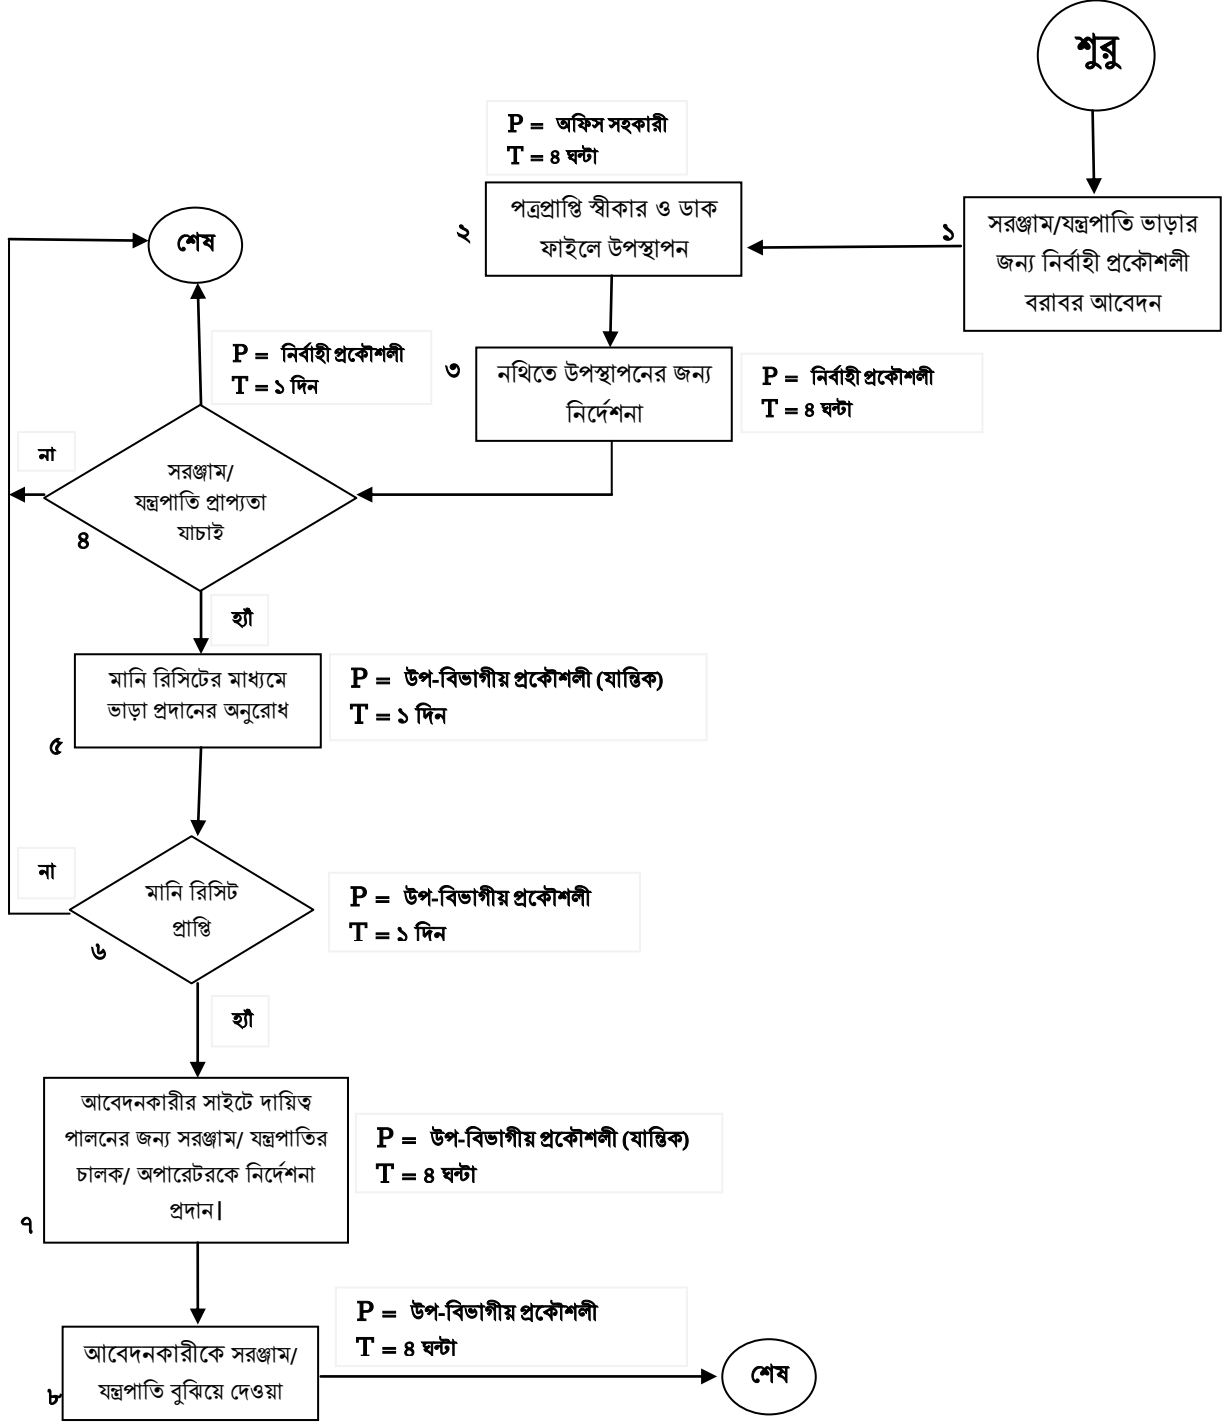 শুরু
১
সরঞ্জাম/যন্ত্রপাতি ভাড়ার
জন্য নির্বাহী প্রকৌশলী
বরাবর আবেদন
P = অফিস সহকারী
T = ৪ ঘন্টা
২
পত্রপ্রাপ্তি স্বীকার ও ডাক
ফাইলে উপস্থাপন
৩
নথিতে উপস্থাপনের জন্য
নির্দেশনা
P = নির্বাহী প্রকৌশলী
T = ৪ ঘন্টা
শেষ
P = নির্বাহী প্রকৌশলী
T = ১ দিন
না
সরঞ্জাম/
যন্ত্রপাতি প্রাপ্যতা
যাচাই
৪
হ্যাঁ
মানি রিসিটের মাধ্যমে
ভাড়া প্রদানের অনুরোধ
৫
P = উপ-বিভাগীয় প্রকৌশলী (যান্তিক)
T = ১ দিন
না
মানি রিসিট
প্রাপ্তি
৬
P = উপ-বিভাগীয় প্রকৌশলী
T = ১ দিন
হ্যাঁ
আবেদনকারীর সাইটে দায়িত্ব
পালনের জন্য সরঞ্জাম/ যন্ত্রপাতির
চালক/ অপারেটরকে নির্দেশনা
প্রদান|
৭
P = উপ-বিভাগীয় প্রকৌশলী (যান্তিক)
T = ৪ ঘন্টা
P = উপ-বিভাগীয় প্রকৌশলী
T = ৪ ঘন্টা
আবেদনকারীকে সরঞ্জাম/
যন্ত্রপাতি বুঝিয়ে দেওয়া
৮
শেষ